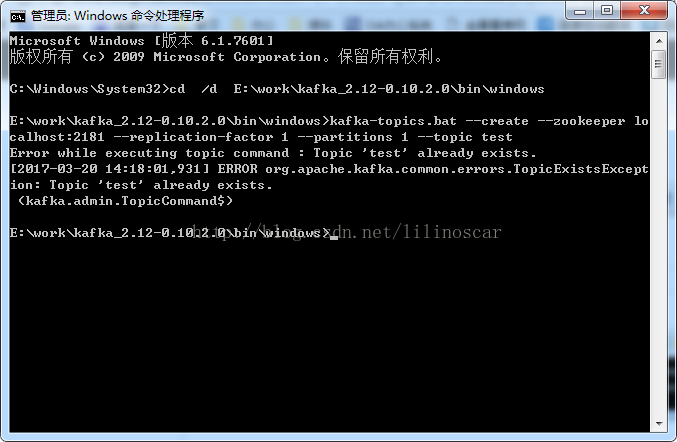 管理员: Windows 命令处理程序
Microsoft Windows [版本 6.1.7601]
版权所有 (c) 2009 Microsoft Corporation。保留所有权利。
C:\Windows\System32>cd  /d  E:\work\kafka_2.12-0.10.2.0\bin\windows
E:\work\kafka_2.12-0.10.2.0\bin\windows>kafka-topics.bat --create --zookeeper lo
calhost:2181 --replication-factor 1 --partitions 1 --topic test
Error while executing topic command : Topic 'test' already exists.
[2017-03-20 14:18:01,931] ERROR org.apache.kafka.common.errors.TopicExistsExcept
ion: Topic 'test' already exists.
 (kafka.admin.TopicCommand$)
E:\work\kafka_2.12-0.10.2.0\bin\windows>
http://blog.csdn.net/lilinoscar